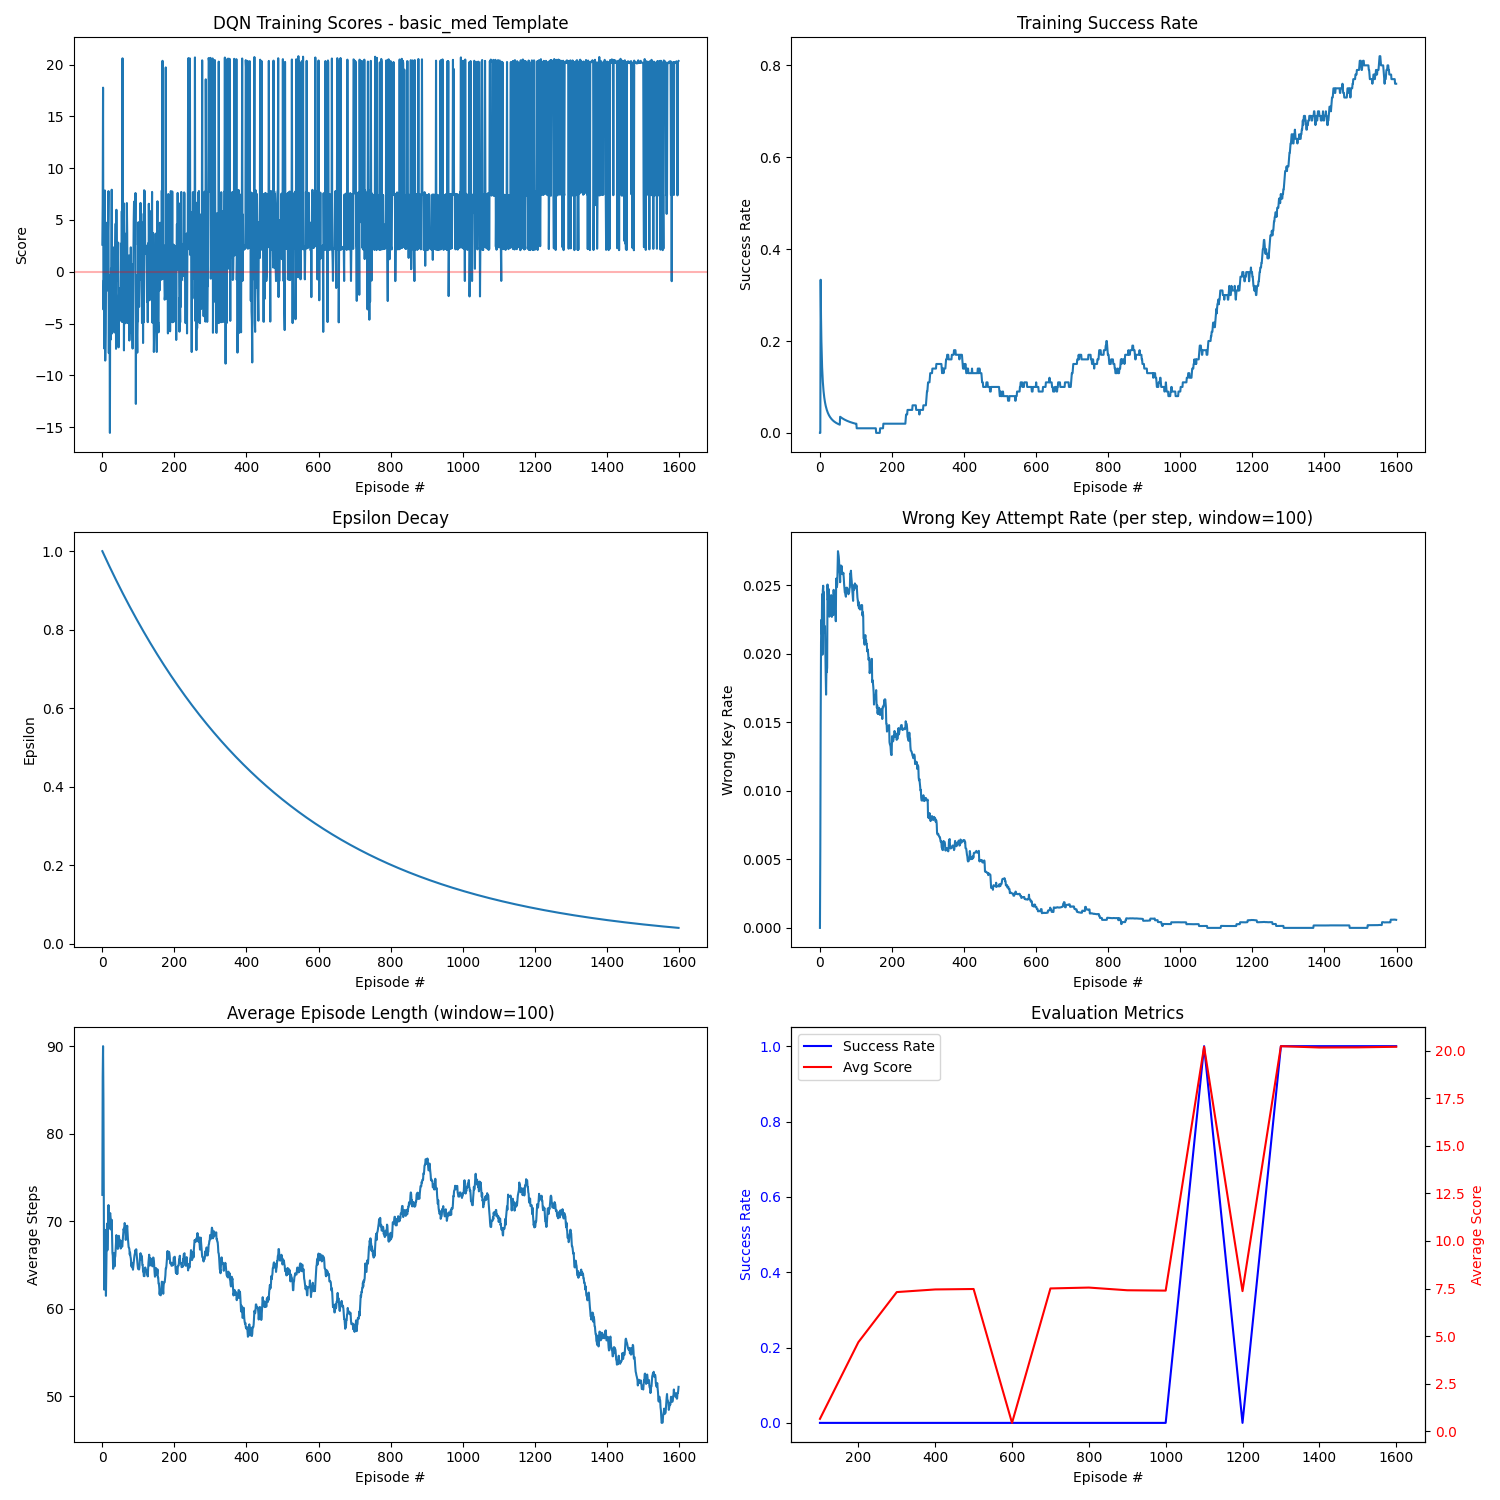 DQN Training Scores - basic_med Template
20
15
10
5
0
−5
−10
−15
Score
0 200 400 600 800 1000 1200 1400 1600
Episode #
Training Success Rate
0.8
0.6
0.4
0.2
0.0
Success Rate
0 200 400 600 800 1000 1200 1400 1600
Episode #
Epsilon Decay
1.0
0.8
0.6
0.4
0.2
0.0
Epsilon
0 200 400 600 800 1000 1200 1400 1600
Episode #
Wrong Key Attempt Rate (per step, window=100)
0.025
0.020
0.015
0.010
0.005
0.000
Wrong Key Rate
0 200 400 600 800 1000 1200 1400 1600
Episode #
Average Episode Length (window=100)
90
80
70
60
50
Average Steps
0 200 400 600 800 1000 1200 1400 1600
Episode #
Evaluation Metrics
Success Rate
Avg Score
1.0
0.8
0.6
0.4
0.2
0.0
Success Rate
20.0
17.5
15.0
12.5
10.0
7.5
5.0
2.5
0.0
Average Score
200 400 600 800 1000 1200 1400 1600
Episode #